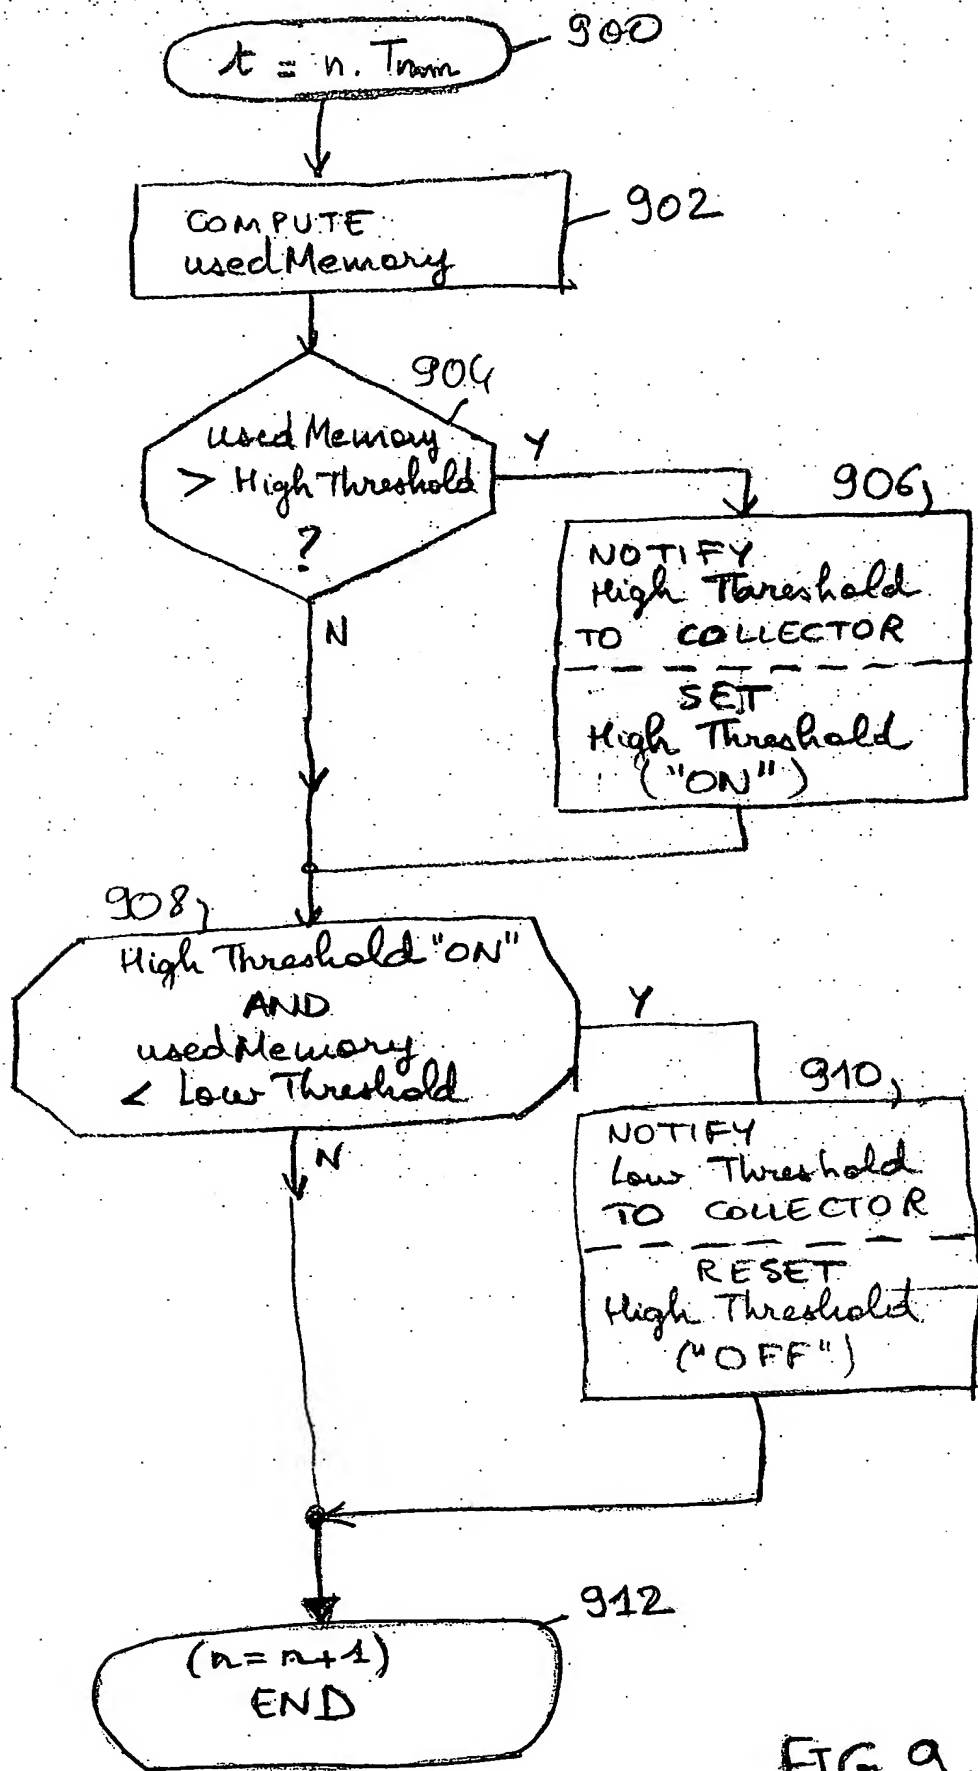 900
t = n.
902
COMPUTE
usedMemory
904
usedMemory
> High Threshold
?
Y
N
906
NOTIFY
High Threshold
TO COLLECTOR
SET
High Threshold
("ON")
908
High Threshold "ON"
AND
usedMemory
< Low Threshold
Y
N
910
NOTIFY
Low Threshold
TO COLLECTOR
RESET
High Threshold
("OFF")
912
(n=n+1)
END
FIG 9